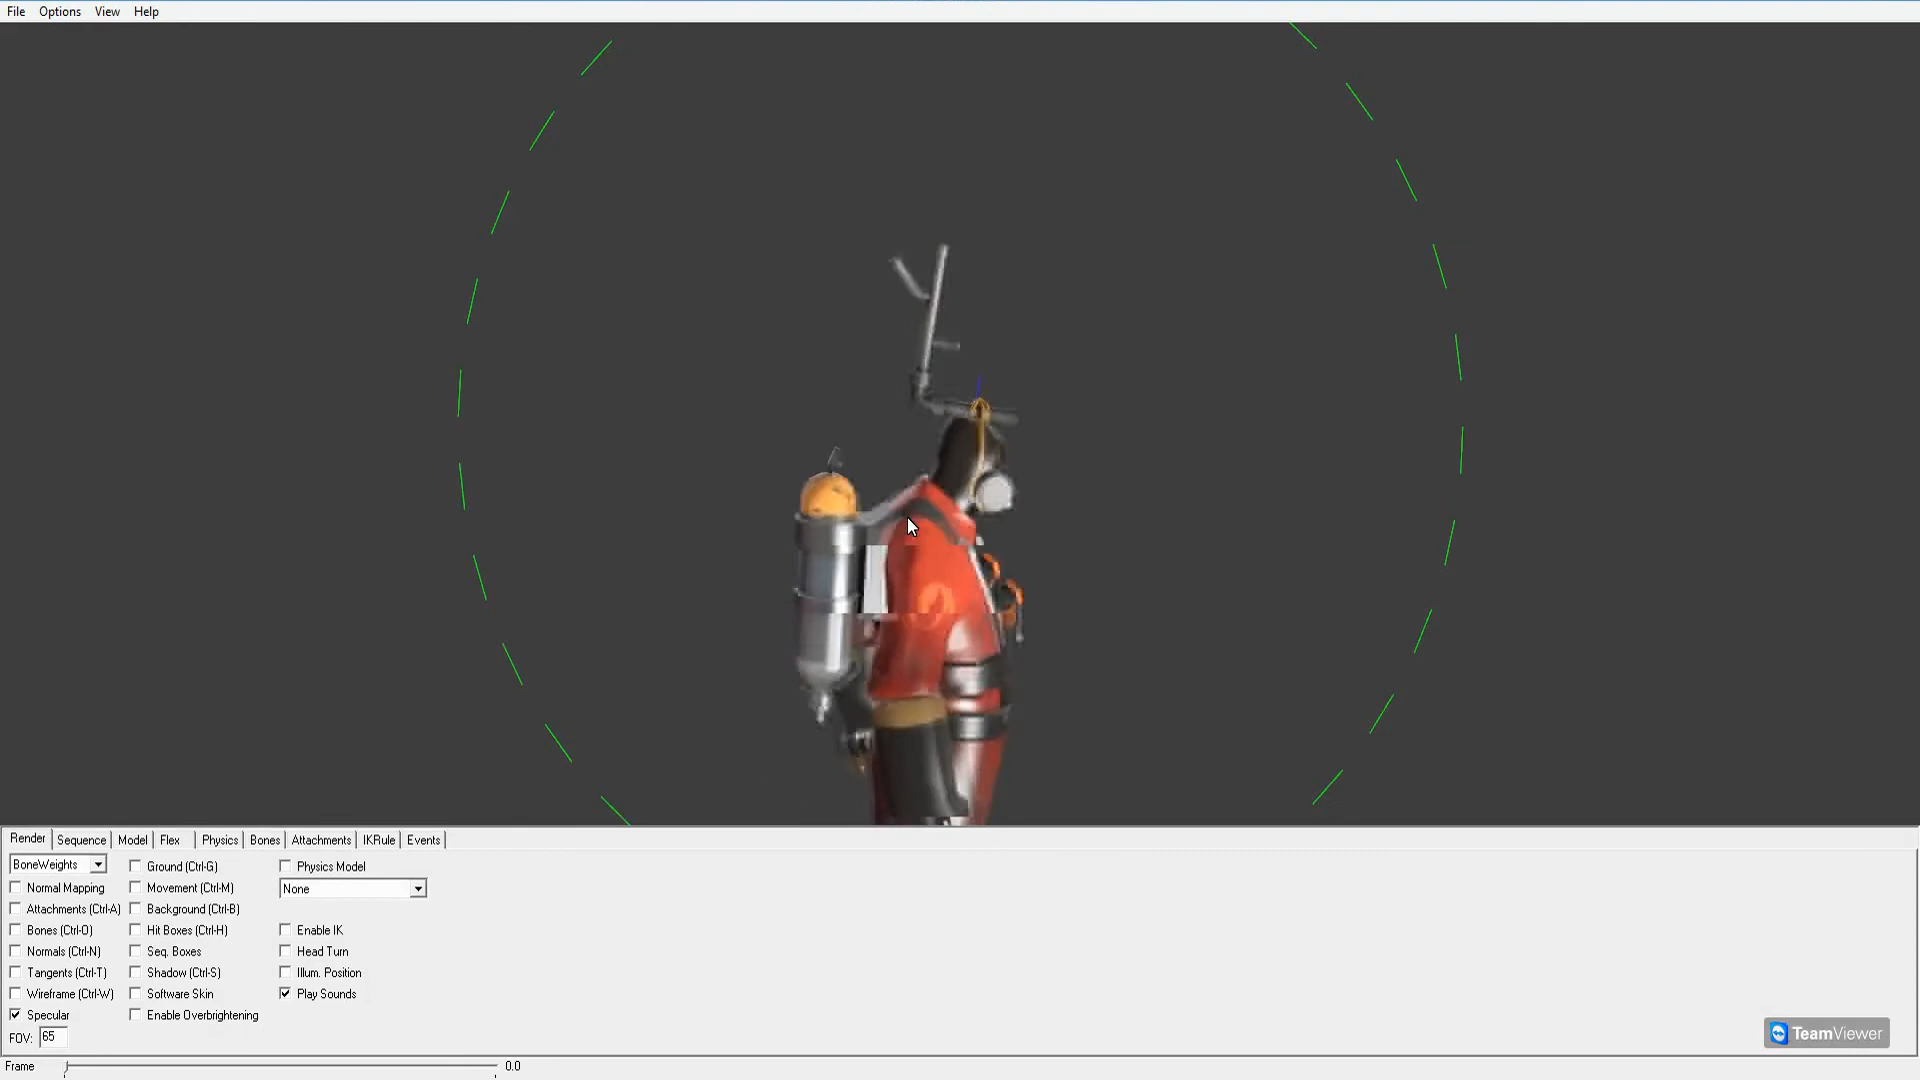 File Options View Help
Render Sequence Model Flex Physics Bones Attachments IKRule Events
BoneWeights Ground (Ctrl-G) Physics Model
Normal Mapping Movement (Ctrl-M) None
Attachments (Ctrl-A) Background (Ctrl-B)
Bones (Ctrl-O) Hit Boxes (Ctrl-H) Enable IK
Normals (Ctrl-N) Seq. Boxes Head Turn
Tangents (Ctrl-T) Shadow (Ctrl-S) Illum. Position
Wireframe (Ctrl-W) Software Skin Play Sounds
Specular Enable Overbrightening
FOV: 65
TeamViewer
Frame 0.0